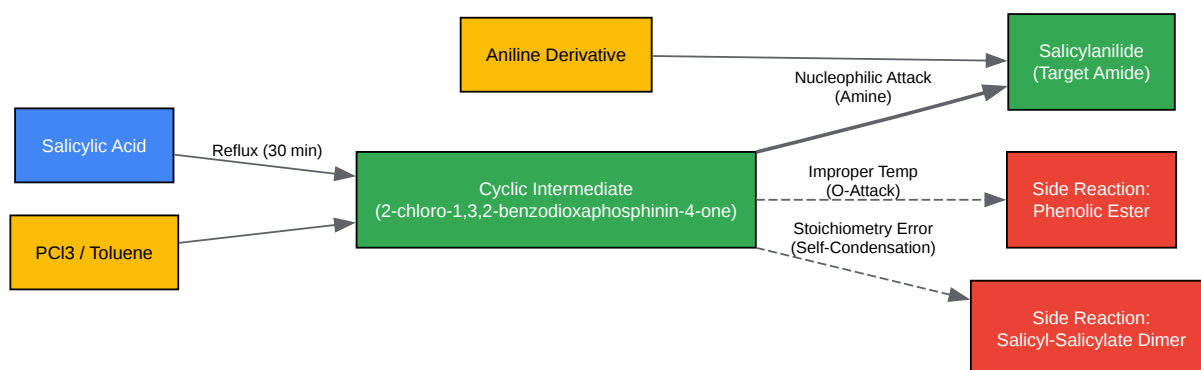 Aniline Derivative
Salicylanilide
(Target Amide)
Nucleophilic Attack
(Amine)
Salicylic Acid
Reflux (30 min)
Cyclic Intermediate
(2-chloro-1,3,2-benzodioxaphosphinin-4-one)
Improper Temp
(O-Attack)
Side Reaction:
Phenolic Ester
PCl3 / Toluene
Stoichiometry Error
(Self-Condensation)
Side Reaction:
Salicyl-Salicylate Dimer